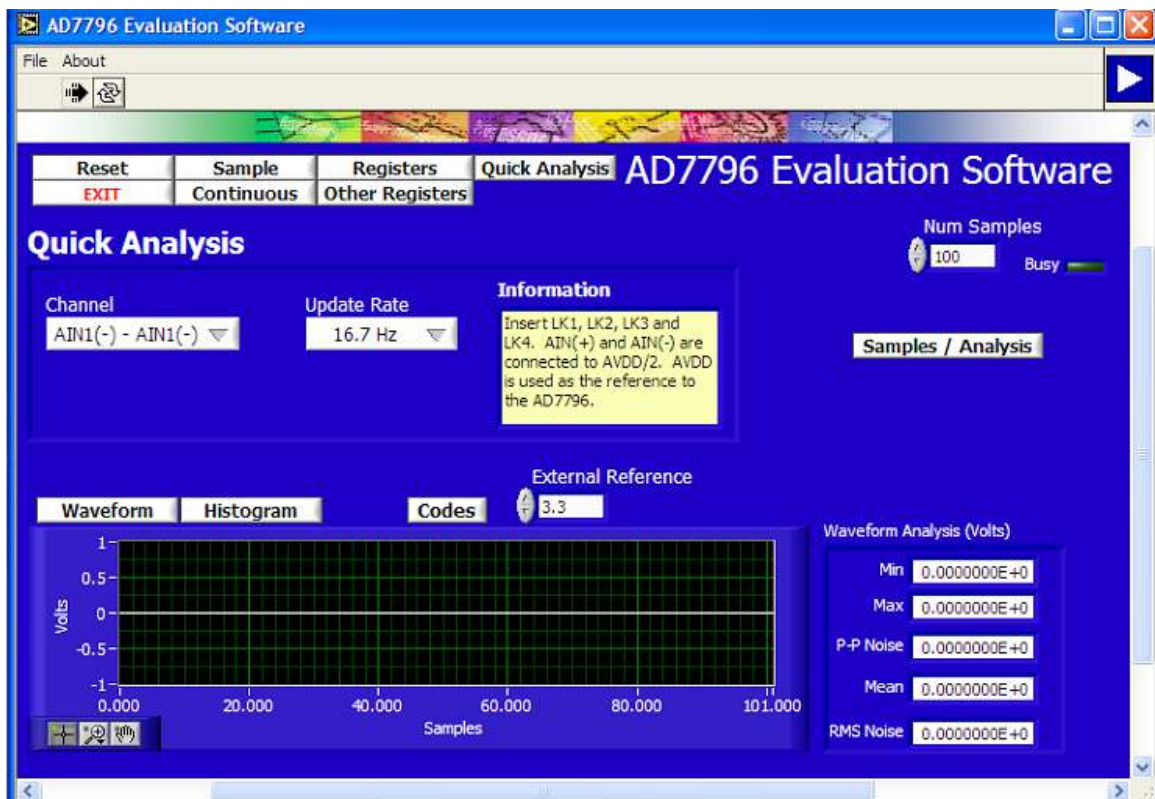 AD7796 Evaluation Software
File About
Reset Sample Registers Quick Analysis
EXIT Continuous Other Registers
AD7796 Evaluation Software
Quick Analysis
Num Samples
100
Busy
Channel
AIN1(-) - AIN1(-)
Update Rate
16.7 Hz
Information
Insert LK1, LK2, LK3 and
LK4. AIN(+) and AIN(-) are
connected to AVDD/2. AVDD
is used as the reference to
the AD7796.
Samples / Analysis
External Reference
3.3
Waveform Histogram Codes
1
0.5
0
-0.5
-1
Volts
0.000 20.000 40.000 60.000 80.000 101.000
Samples
Waveform Analysis (Volts)
Min 0.0000000E+0
Max 0.0000000E+0
P-P Noise 0.0000000E+0
Mean 0.0000000E+0
RMS Noise 0.0000000E+0